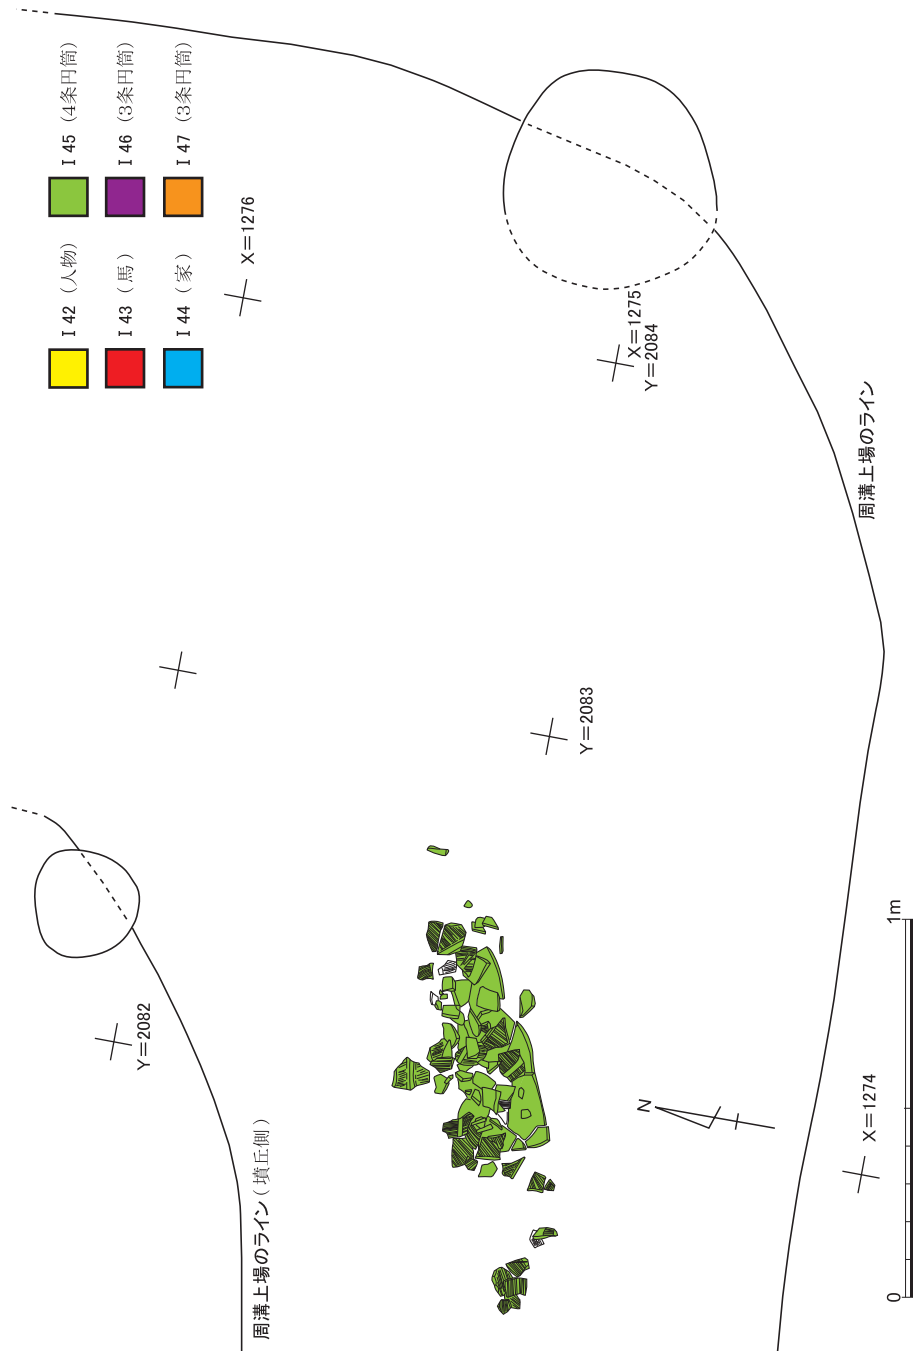 I 42（人物）
I 43（ 馬 ）
I 44（ 家 ）
I 45（4条円筒）
I 46（3条円筒）
I 47（3条円筒）
X＝1276
X＝1275
Y＝2084
周溝上場のライン
Y＝2083
Y＝2082
周溝上場のライン（墳丘側）
N
X＝1274
0
1m